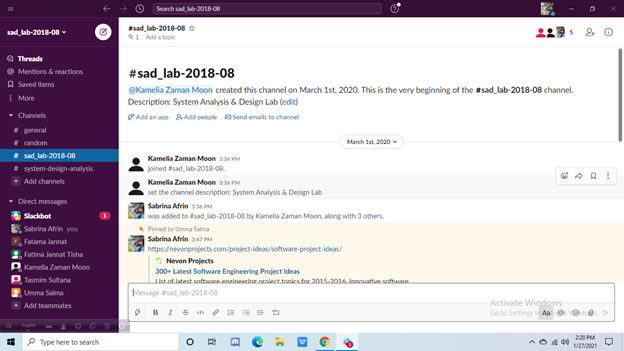 Search sad_lab-2018-08
sad_lab-2018-08
Threads
Mentions & reactions
Saved items
More
Channels
# general
# random
# sad_lab-2018-08
# system-design-analysis
Add channels
Direct messages
Slackbot 1
Sabrina Afrin you
Fatama Jannat
Fatima Jannat Tisha
Kamelia Zaman Moon
Tasmim Sultana
Umma Salma
Add teammates
#sad_lab-2018-08
1 | Add a topic
5
#sad_lab-2018-08
@Kamelia Zaman Moon created this channel on March 1st, 2020. This is the very beginning of the #sad_lab-2018-08 channel.
Description: System Analysis & Design Lab (edit)
Add an app Add people Send emails to channel
March 1st, 2020
Kamelia Zaman Moon 3:36 PM
joined #sad_lab-2018-08.
Kamelia Zaman Moon 3:36 PM
set the channel description: System Analysis & Design Lab
Sabrina Afrin 3:36 PM
was added to #sad_lab-2018-08 by Kamelia Zaman Moon, along with 3 others.
Pinned by Umma Salma
Sabrina Afrin 3:47 PM
https://nevonprojects.com/project-ideas/software-project-ideas/
Nevon Projects
300+ Latest Software Engineering Project Ideas
List of latest software engineering project topics for 2015-2016. Innovative software
Message #sad_lab-2018-08
Activate Windows
Go to Settings to
Aa
English
Type here to search
2:20 PM
1/27/2021